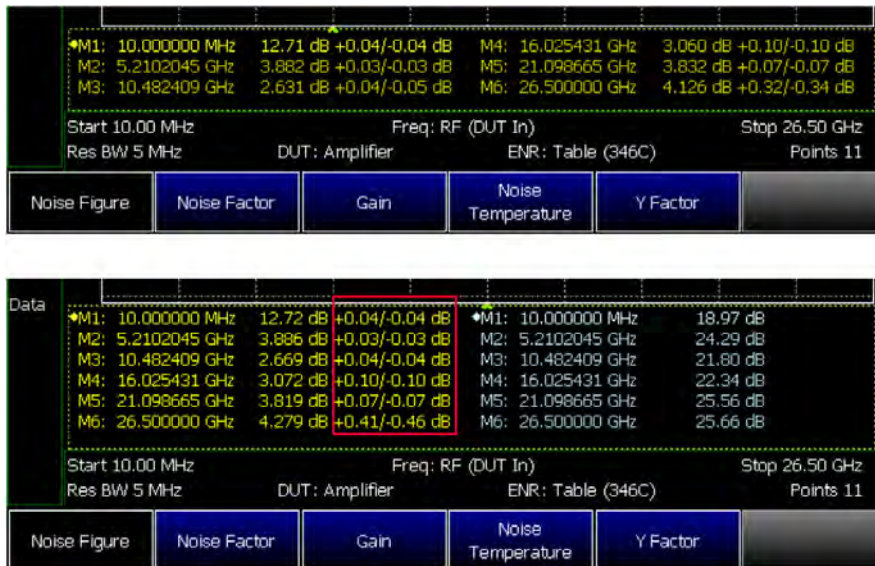 ◆M1: 10.000000 MHz 12.71 dB +0.04/-0.04 dB M4: 16.025431 GHz 3.060 dB +0.10/-0.10 dB
M2: 5.2102045 GHz 3.882 dB +0.03/-0.03 dB M5: 21.098665 GHz 3.832 dB +0.07/-0.07 dB
M3: 10.482409 GHz 2.631 dB +0.04/-0.05 dB M6: 26.500000 GHz 4.126 dB +0.32/-0.34 dB
Start 10.00 MHz Freq: RF (DUT In) Stop 26.50 GHz
Res BW 5 MHz DUT: Amplifier ENR: Table (346C) Points 11
Noise Figure Noise Factor Gain Noise Temperature Y Factor
Data
◆M1: 10.000000 MHz 12.72 dB +0.04/-0.04 dB ◆M1: 10.000000 MHz 18.97 dB
M2: 5.2102045 GHz 3.886 dB +0.03/-0.03 dB M2: 5.2102045 GHz 24.29 dB
M3: 10.482409 GHz 2.669 dB +0.04/-0.04 dB M3: 10.482409 GHz 21.80 dB
M4: 16.025431 GHz 3.072 dB +0.10/-0.10 dB M4: 16.025431 GHz 22.34 dB
M5: 21.098665 GHz 3.819 dB +0.07/-0.07 dB M5: 21.098665 GHz 25.56 dB
M6: 26.500000 GHz 4.279 dB +0.41/-0.46 dB M6: 26.500000 GHz 25.66 dB
Start 10.00 MHz Freq: RF (DUT In) Stop 26.50 GHz
Res BW 5 MHz DUT: Amplifier ENR: Table (346C) Points 11
Noise Figure Noise Factor Gain Noise Temperature Y Factor